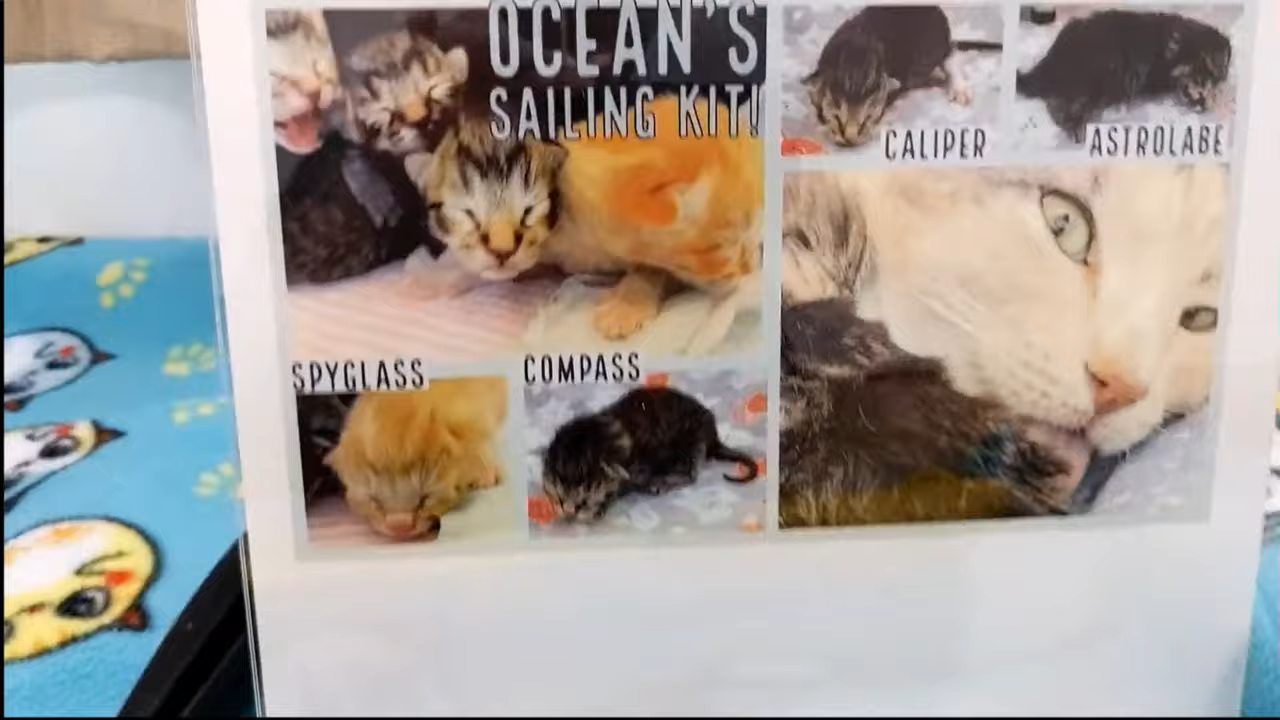 OCEAN'S
SAILING KIT!
CALIPER
ASTROLABE
SPYGLASS
COMPASS